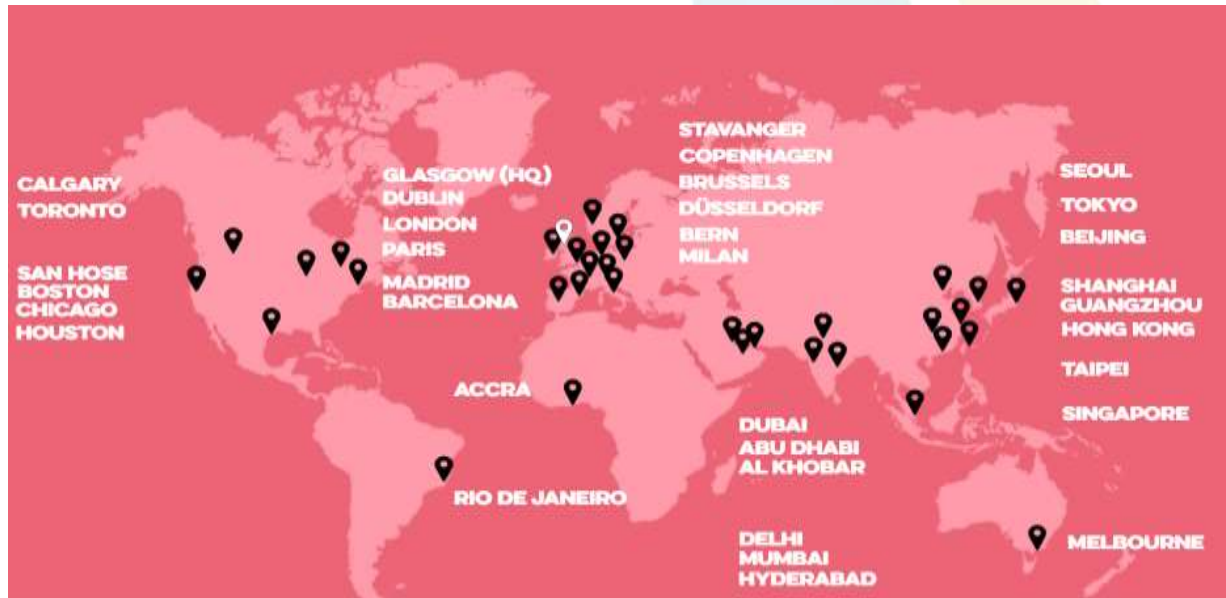 CALGARY
TORONTO
SAN HOSE
BOSTON
CHICAGO
HOUSTON
GLASGOW (HQ)
DUBLIN
LONDON
PARIS
MADRID
BARCELONA
STAVANGER
COPENHAGEN
BRUSSELS
DÜSSELDORF
BERN
MILAN
SEOUL
TOKYO
BEIJING
SHANGHAI
GUANGZHOU
HONG KONG
TAIPEI
SINGAPORE
ACCRA
RIO DE JANEIRO
DUBAI
ABU DHABI
AL KHOBAR
DELHI
MUMBAI
HYDERABAD
MELBOURNE